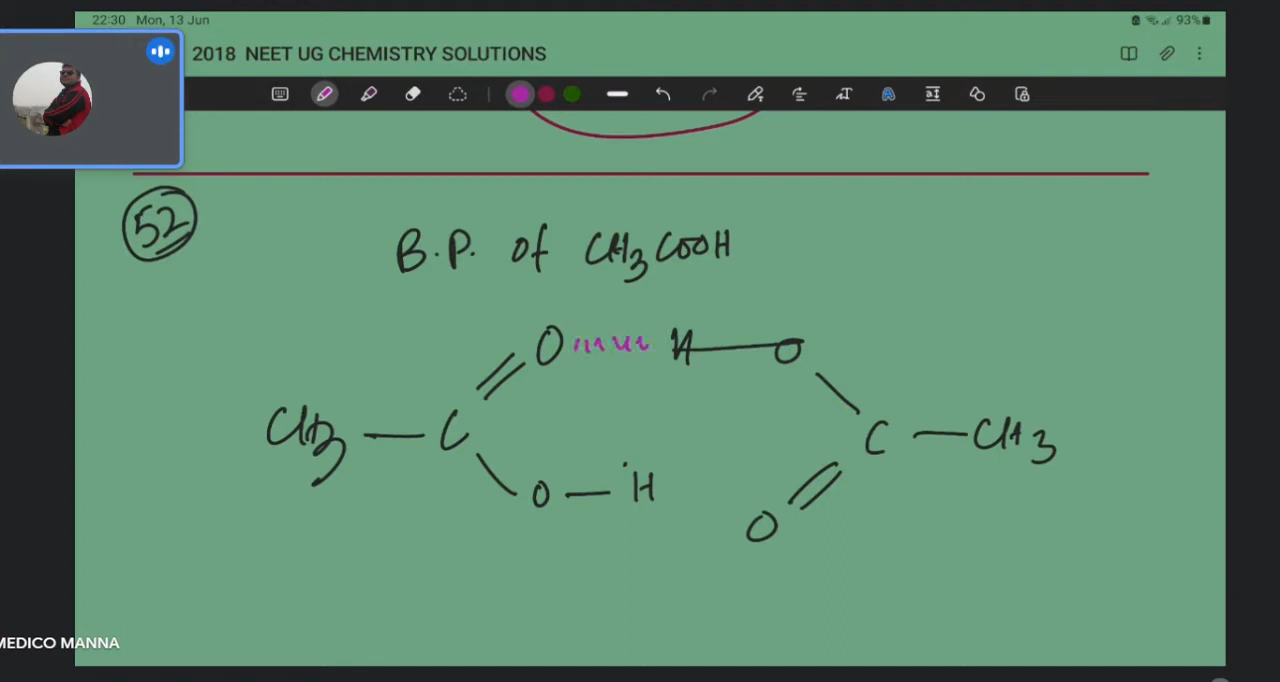 22:30 Mon, 13 Jun 93%
2018 NEET UG CHEMISTRY SOLUTIONS
52
B.P. of CH3COOH
O H—O
CH3—C C—CH3
O—H O
MEDICO MANNA